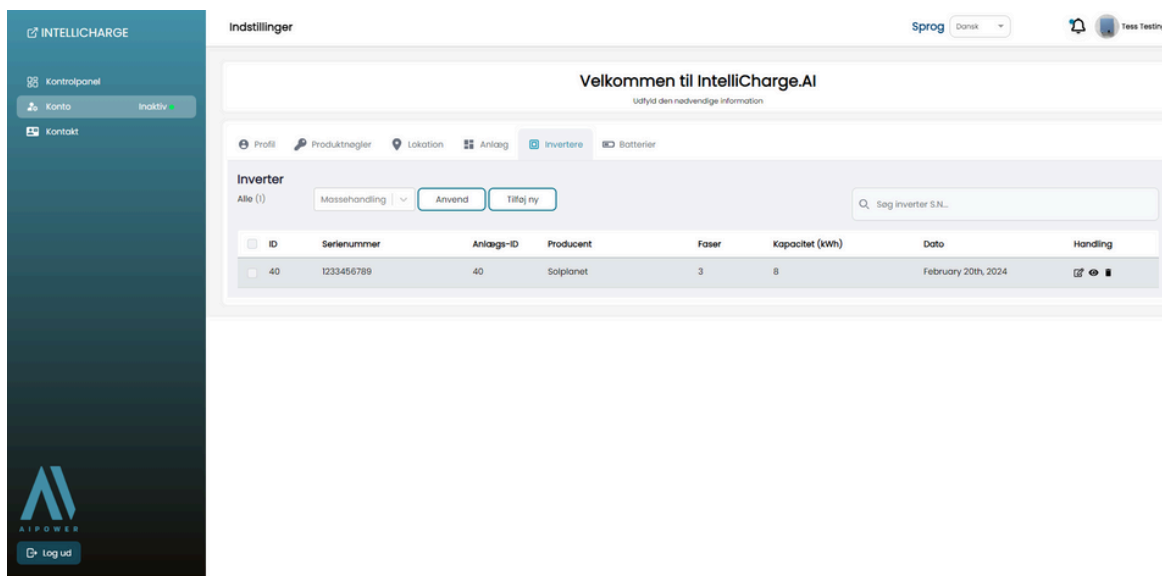 INTELLICHARGE
Indstillinger
Sprog Dansk
Tess Testin
Kontrolpanel
Konto Inaktiv
Kontakt
Velkommen til IntelliCharge.AI
Udfyld den nødvendige information
Profil Produktnøgler Lokation Anlæg Invertere Batterier
Inverter
Alle (1)
Massehandling Anvend Tilføj ny
Søg inverter S.N...
ID Serienummer Anlægs-ID Producent Faser Kapacitet (kWh) Dato Handling
40 1233456789 40 Solplanet 3 8 February 20th, 2024
AIPOWER
Log ud